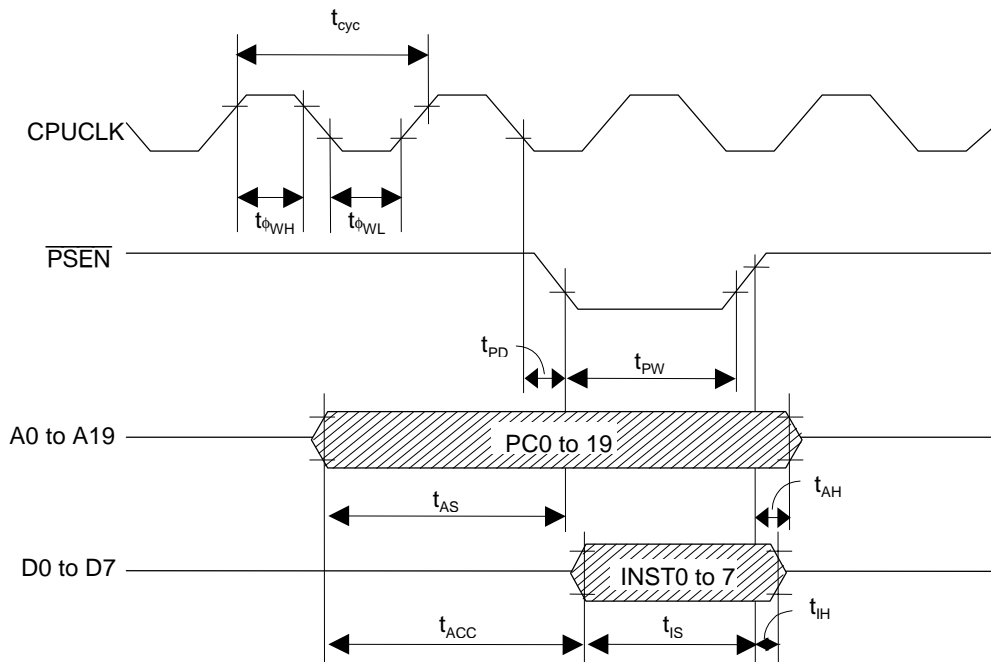 tcyc
CPUCLK
tϕWH
tϕWL
PSEN
tPD
tPW
A0 to A19
PC0 to 19
tAS
tAH
D0 to D7
INST0 to 7
tACC
tIS
tIH